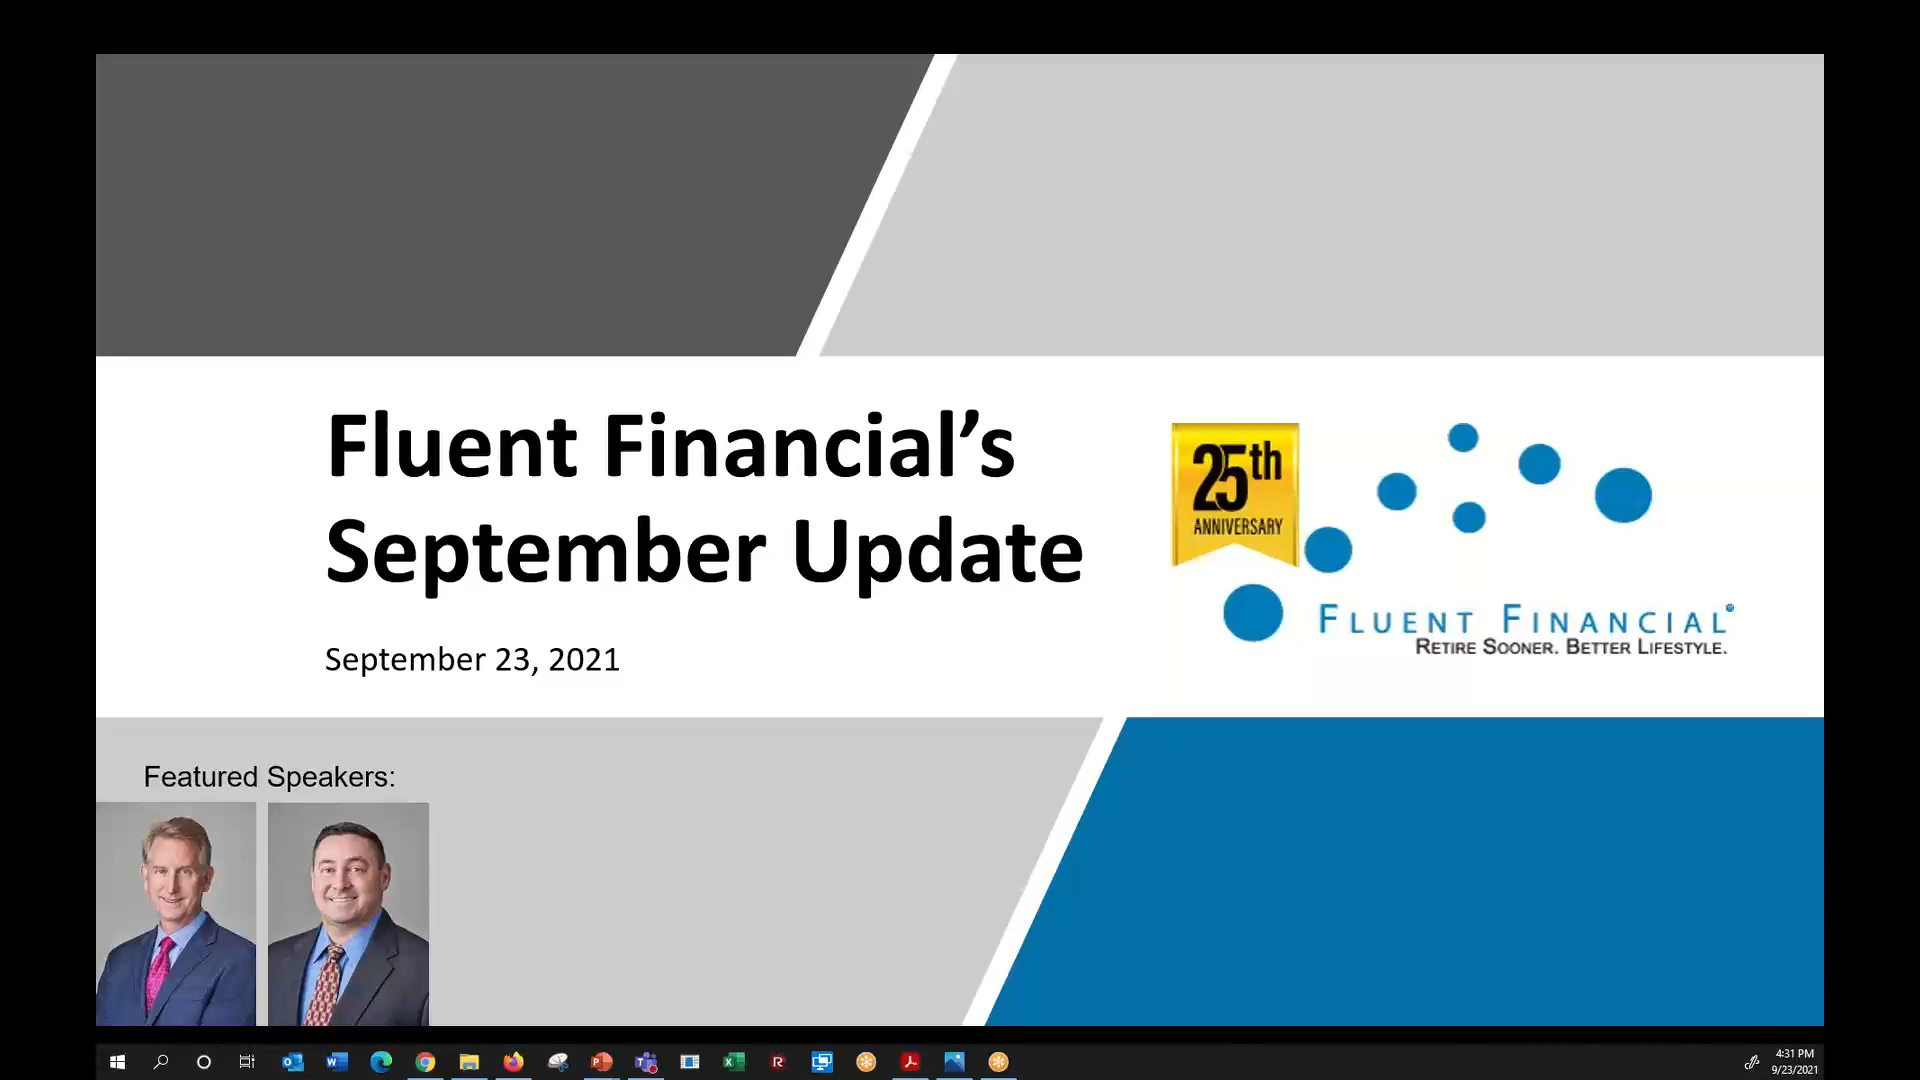 Fluent Financial’s
September Update
September 23, 2021
25th
ANNIVERSARY
FLUENT FINANCIAL
RETIRE SOONER. BETTER LIFESTYLE.
Featured Speakers:
4:31 PM
9/23/2021